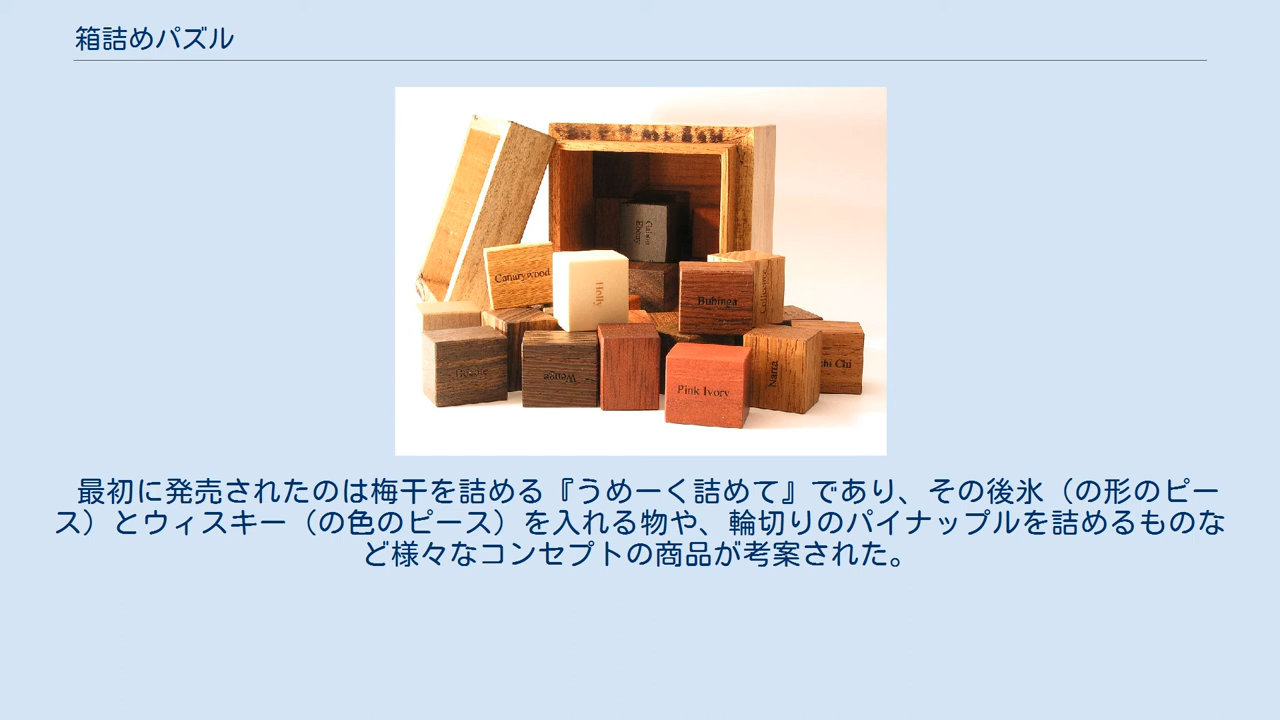 箱詰めパズル
Gaboon
Ebony
Canarywood
Holly
Bubinga
Wenge
Pink Ivory
Narra
chi Chi
最初に発売されたのは梅干を詰める『うめーく詰めて』であり、その後氷（の形のピー
ス）とウィスキー（の色のピース）を入れる物や、輪切りのパイナップルを詰めるものな
ど様々なコンセプトの商品が考案された。